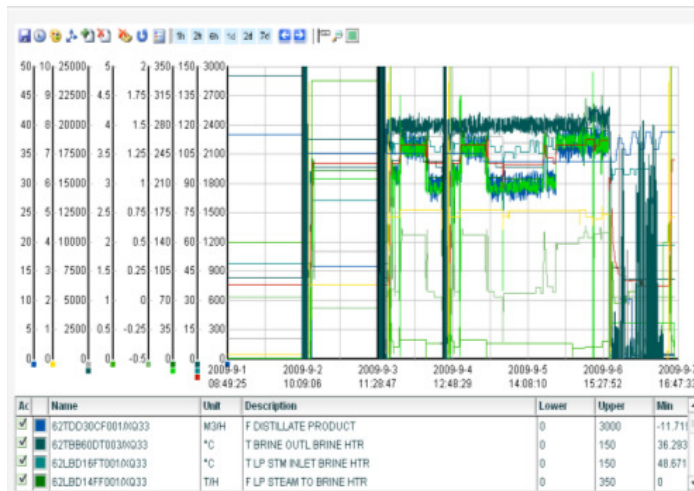 1h 2h 6h 1d 2d 7d
50 10 25000 5 2 350 150 3000
45 9 22500 4.5 1.75 315 135 2700
40 8 20000 4 1.5 280 120 2400
35 7 17500 3.5 1.25 245 105 2100
30 6 15000 3 1 210 90 1800
25 5 12500 2.5 0.75 175 75 1500
20 4 10000 2 0.5 140 60 1200
15 3 7500 1.5 0.25 105 45 900
10 2 5000 1 0 70 30 600
5 1 2500 0.5 -0.25 35 15 300
0 0 0 0 -0.5 0 0 0
2009-9-1 2009-9-2 2009-9-3 2009-9-4 2009-9-5 2009-9-6 2009-9-7
08:49:25 10:09:06 11:28:47 12:48:29 14:08:10 15:27:52 16:47:33
Ac Name Unit Description Lower Upper Min
62TDD30CF001/XQ33 M3/H F DISTILLATE PRODUCT 0 3000 -11.719
62TBB60DT003/XQ33 °C T BRINE OUTL BRINE HTR 0 150 36.293
62LBD16FT001/XQ33 °C T LP STM INLET BRINE HTR 0 150 48.671
62LBD14FF001/XQ33 T/H F LP STEAM TO BRINE HTR 0 350 0